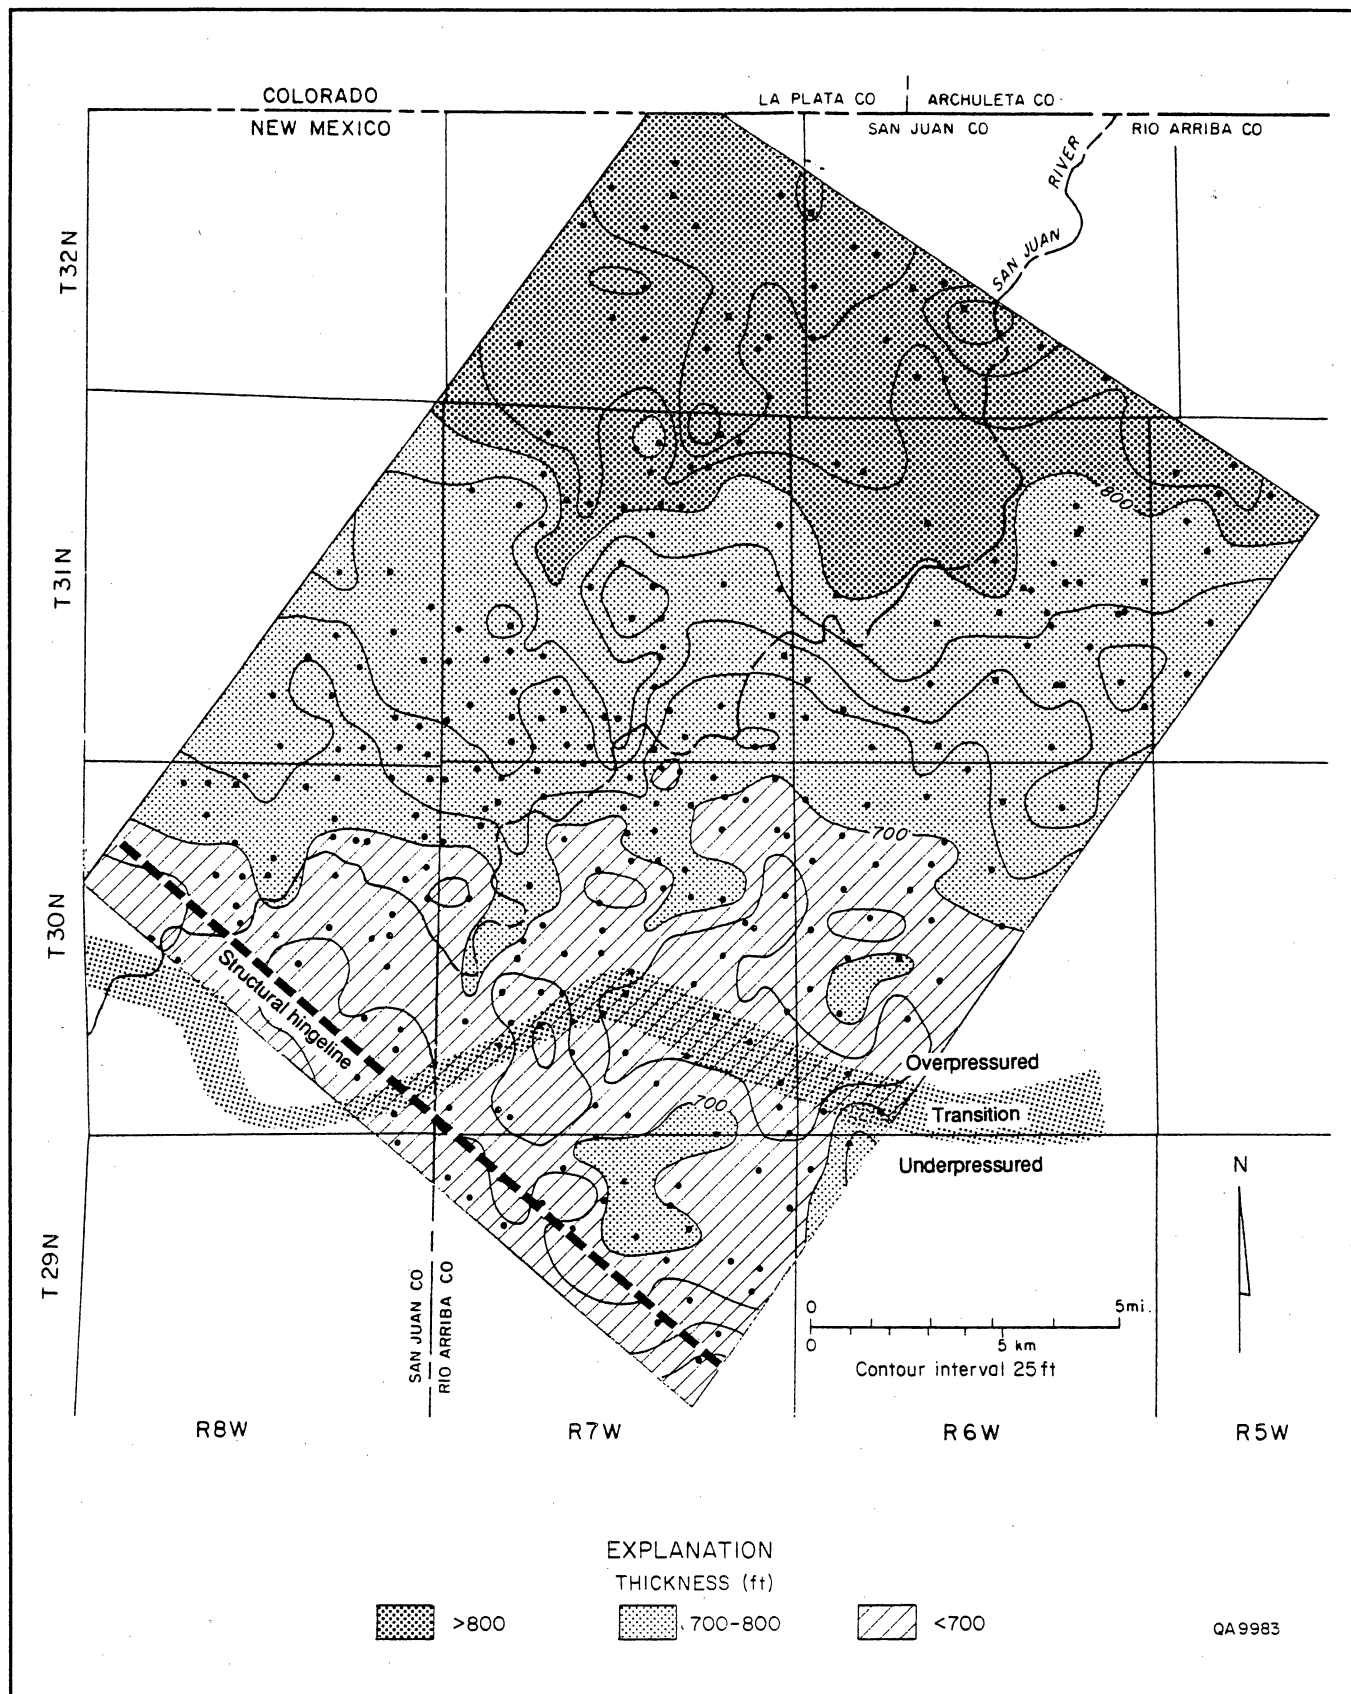 COLORADO
LA PLATA CO
ARCHULETA CO
NEW MEXICO
SAN JUAN CO
RIO ARRIBA CO
SAN JUAN RIVER
T32N
800
T31N
700
T30N
Structural hingeline
Overpressured
700
Transition
Underpressured
N
T29N
SAN JUAN CO
RIO ARRIBA CO
0 5mi.
0 5 km
Contour interval 25ft
R8W R7W R6W R5W
EXPLANATION
THICKNESS (ft)
>800 700-800 <700
QA9983